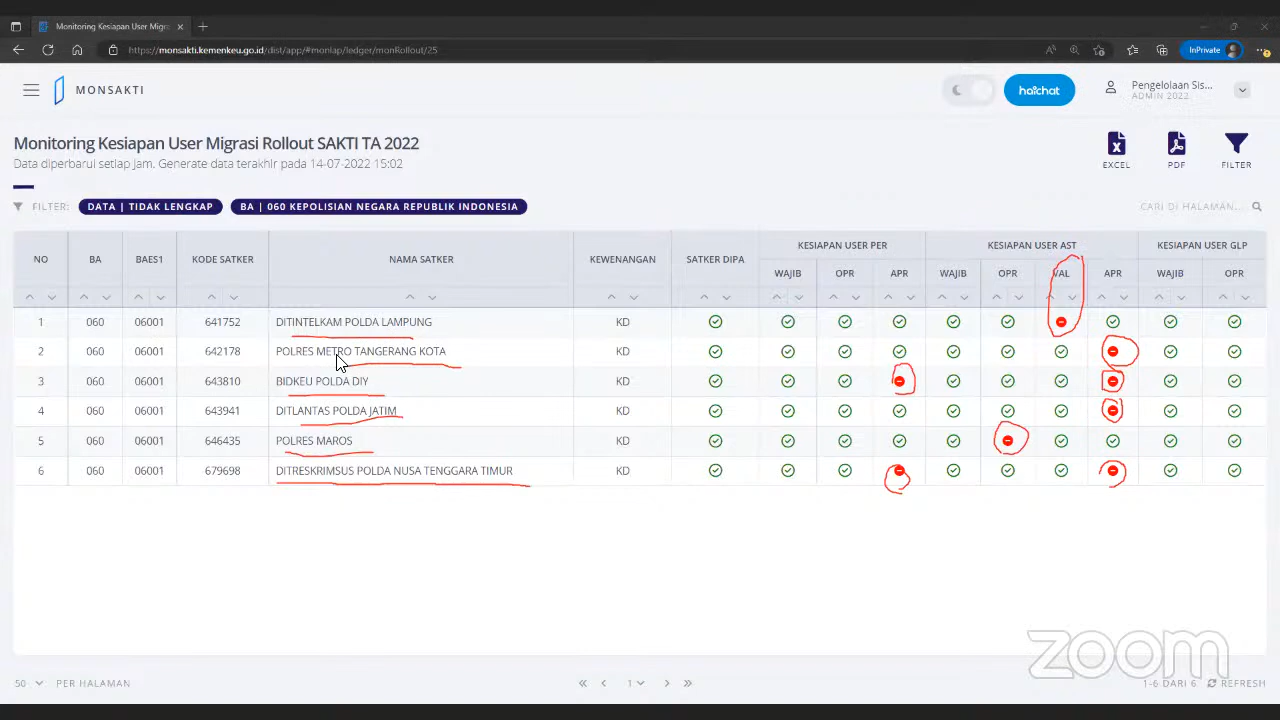 Monitoring Kesiapan User Migra
https://monsakti.kemenkeu.go.id/dist/app/#monlap/ledger/monRollout/25
InPrivate
MONSAKTI
haichat
Pengelolaan Sis...
ADMIN 2022
Monitoring Kesiapan User Migrasi Rollout SAKTI TA 2022
Data diperbarui setiap jam. Generate data terakhir pada 14-07-2022 15:02
EXCEL PDF FILTER
FILTER: DATA | TIDAK LENGKAP BA | 060 KEPOLISIAN NEGARA REPUBLIK INDONESIA CARI DI HALAMAN...
KESIAPAN USER PER KESIAPAN USER AST KESIAPAN USER GLP
NO BA BAES1 KODE SATKER NAMA SATKER KEWENANGAN SATKER DIPA
WAJIB OPR APR WAJIB OPR VAL APR WAJIB OPR
1 060 06001 641752 DITINTELKAM POLDA LAMPUNG KD
2 060 06001 642178 POLRES METRO TANGERANG KOTA KD
3 060 06001 643810 BIDKEU POLDA DIY KD
4 060 06001 643941 DITLANTAS POLDA JATIM KD
5 060 06001 646435 POLRES MAROS KD
6 060 06001 679698 DITRESKRIMSUS POLDA NUSA TENGGARA TIMUR KD
zoom
50 PER HALAMAN 1 1-6 DARI 6 REFRESH